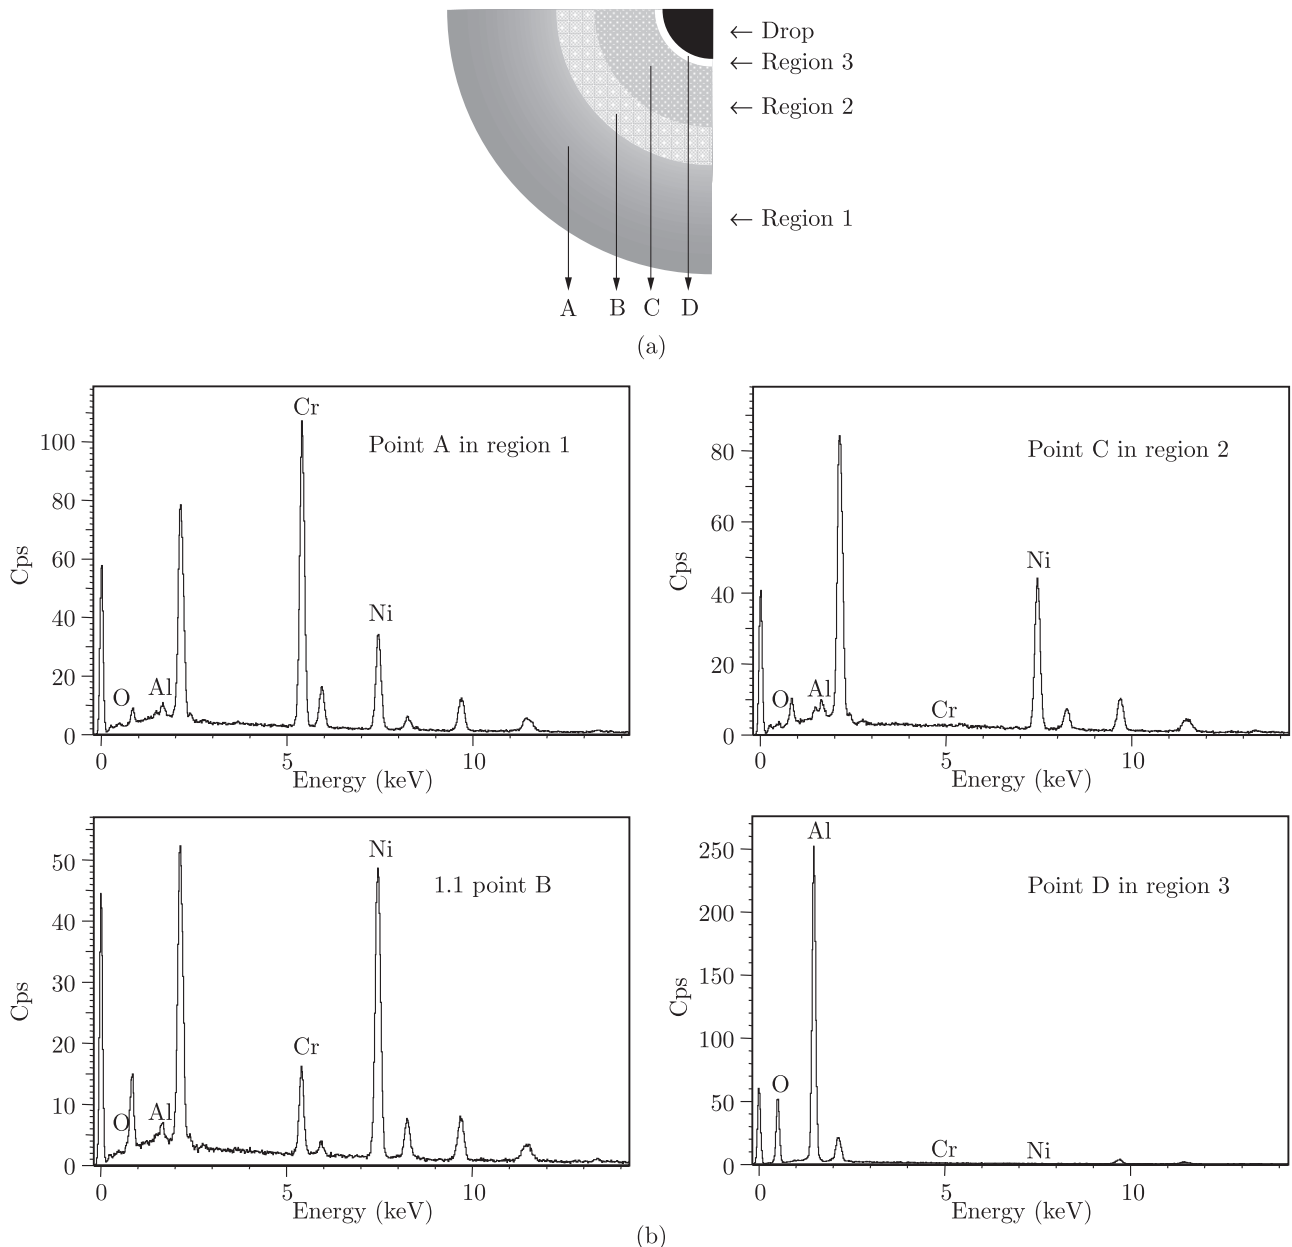 ← Drop
← Region 3
← Region 2
← Region 1
A B C D
(a)
Cr
Point A in region 1
100
80
60
40
20
0
Cps
Ni
O
Al
0 5 10
Energy (keV)
Point C in region 2
80
60
40
20
0
Cps
Ni
O
Al
Cr
0 5 10
Energy (keV)
Ni
1.1 point B
50
40
30
20
10
0
Cps
Cr
O
Al
0 5 10
Energy (keV)
Al
Point D in region 3
250
200
150
100
50
0
Cps
O
Cr
Ni
0 5 10
Energy (keV)
(b)